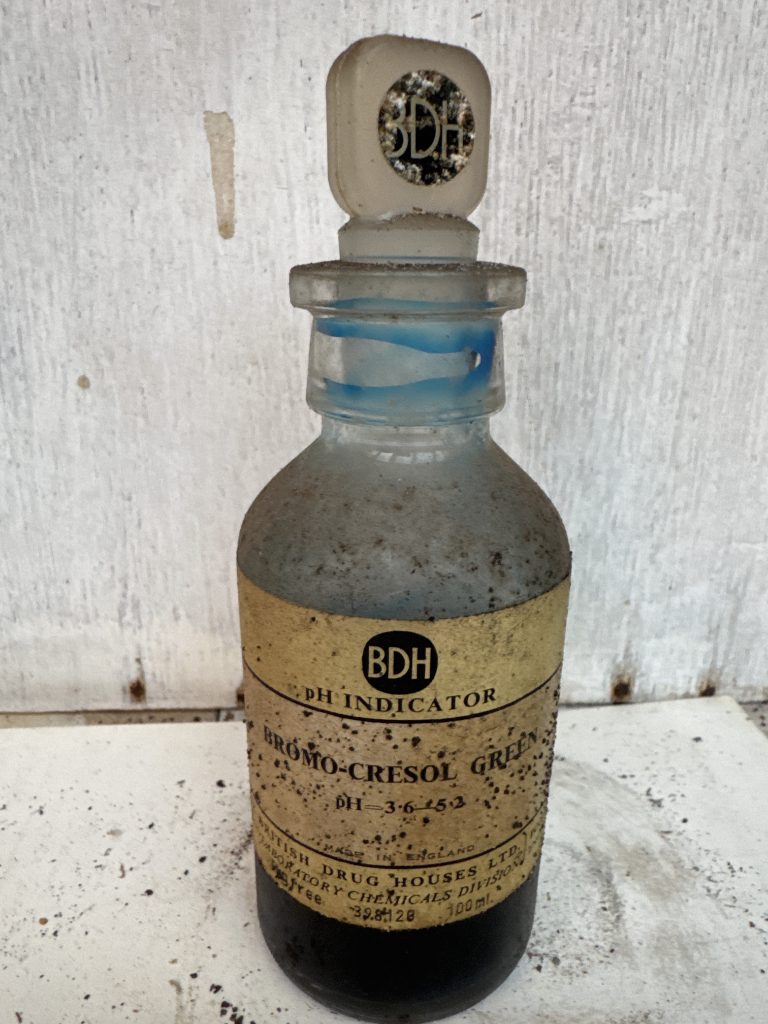 BDH
BDH
pH INDICATOR
BROMO-CRESOL GREEN
pH—3·6—5·2
MADE IN ENGLAND
BRITISH DRUG HOUSES LTD.
LABORATORY CHEMICALS DIVISION
free 100ml.